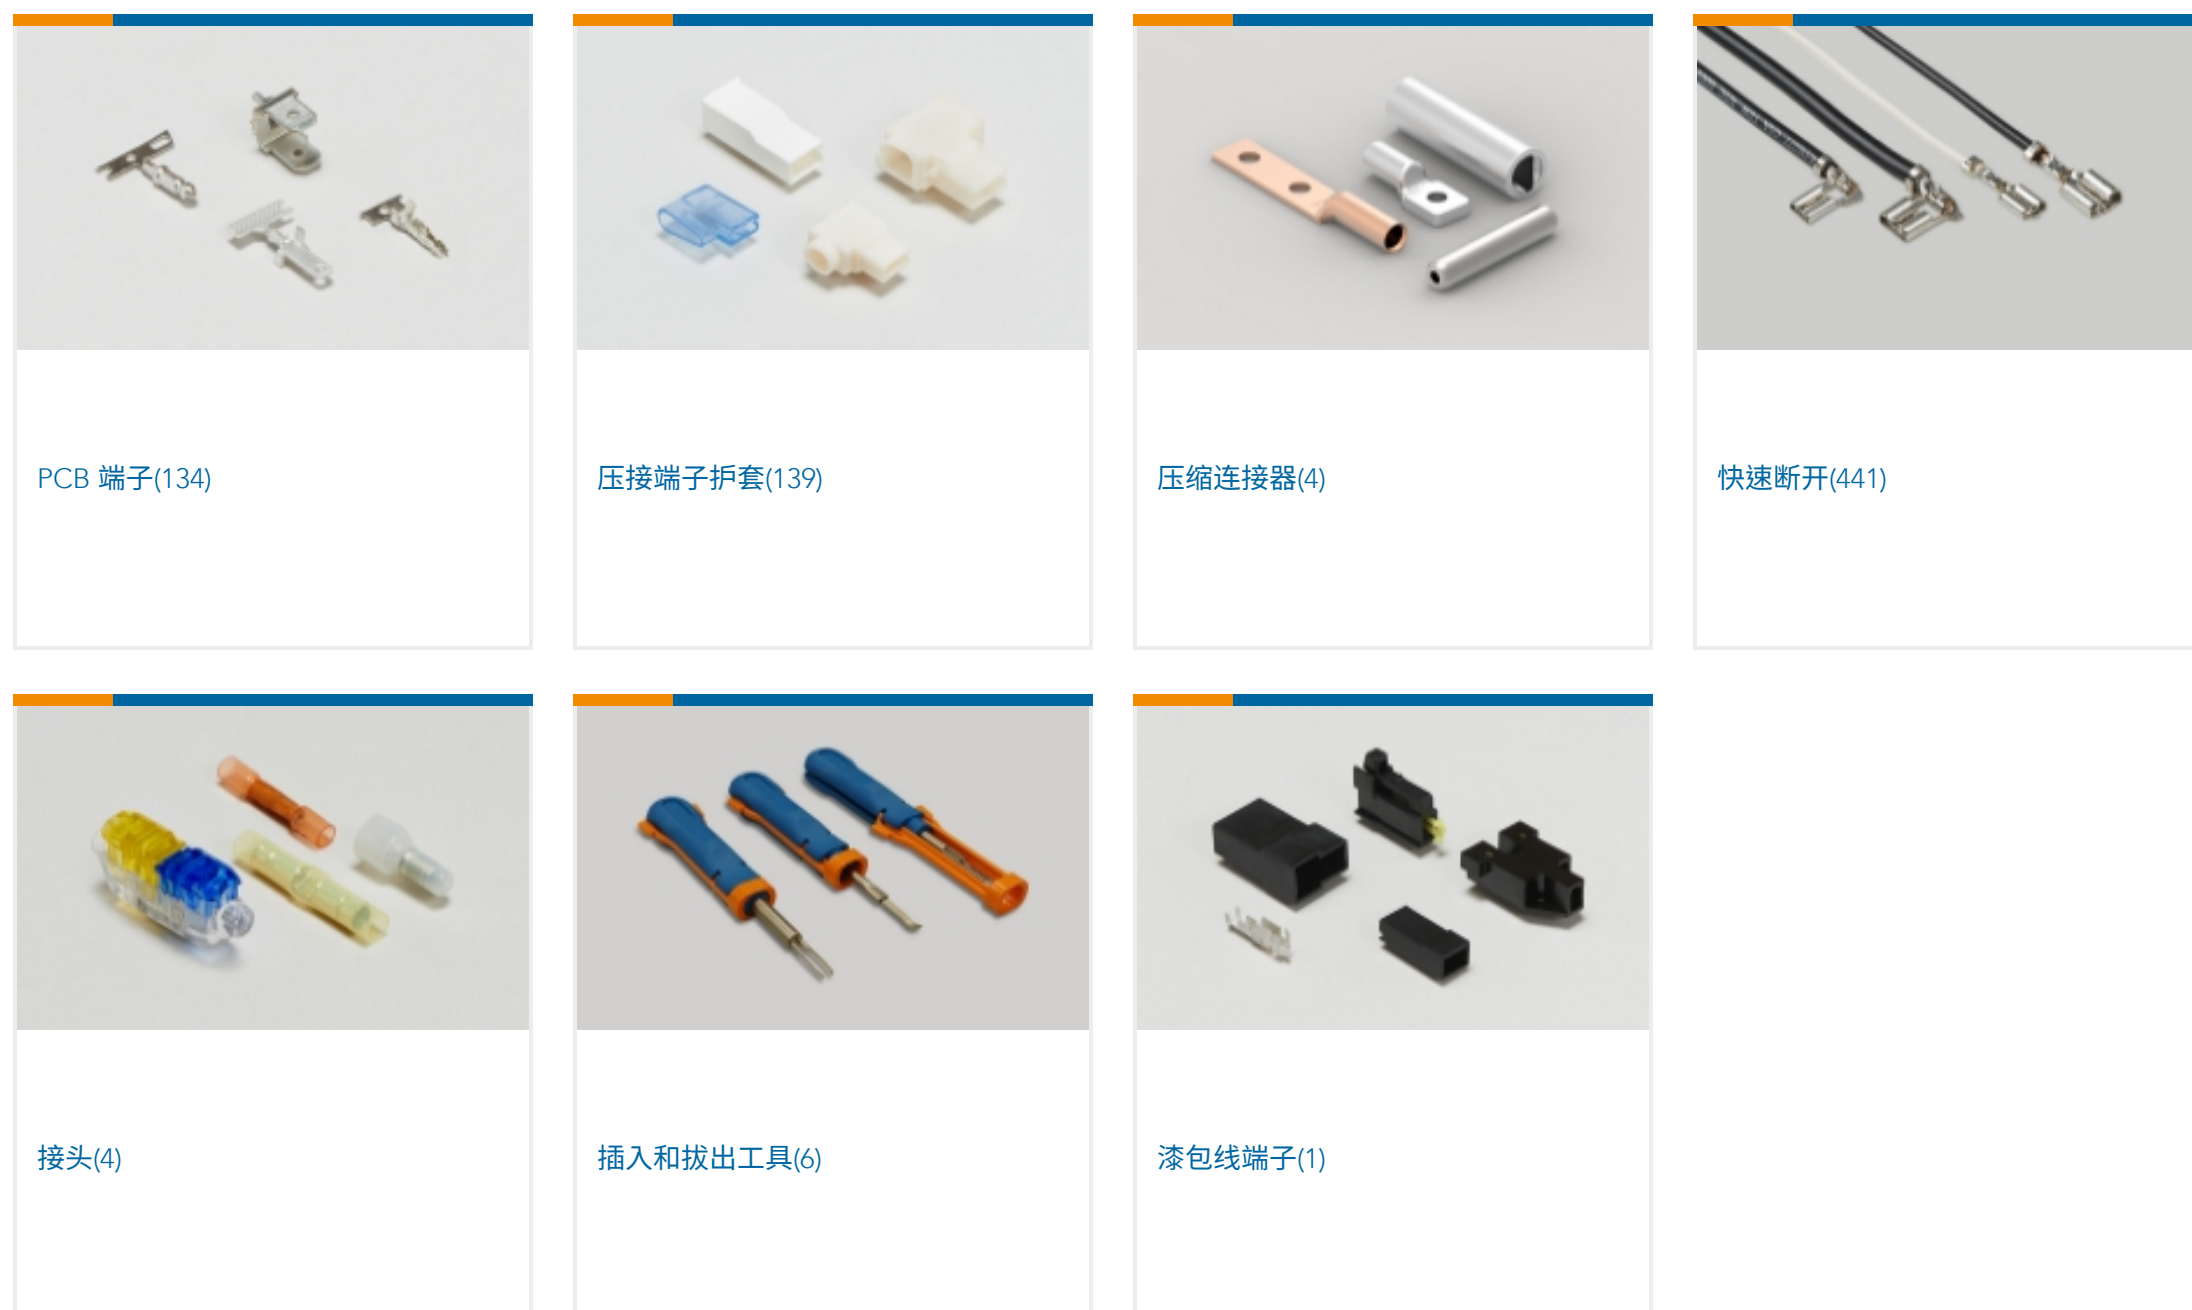 PCB 端子(134)
压接端子护套(139)
压缩连接器(4)
快速断开(441)
接头(4)
插入和拔出工具(6)
漆包线端子(1)